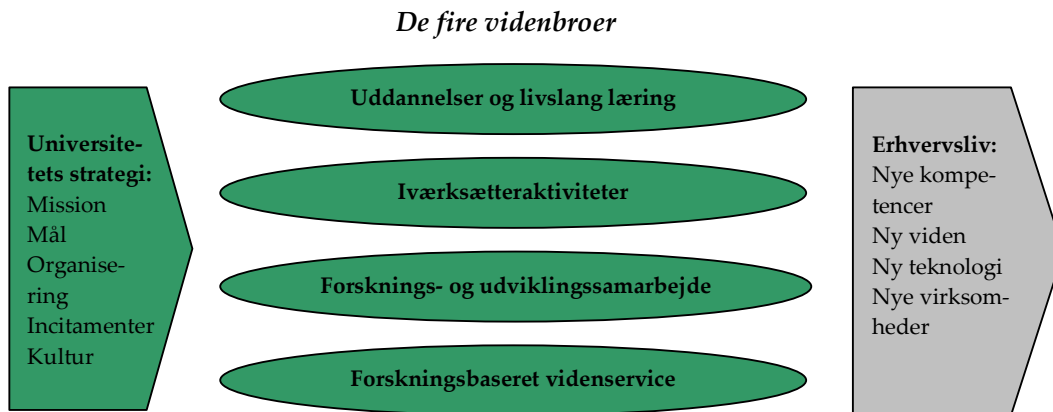 De fire videnbroer
Universite-
tets strategi:
Mission
Mål
Organise-
ring
Incitamenter
Kultur
Uddannelser og livslang læring
Iværksætteraktiviteter
Forsknings- og udviklingssamarbejde
Forskningsbaseret videnservice
Erhvervsliv:
Nye kompe-
tencer
Ny viden
Ny teknologi
Nye virksom-
heder